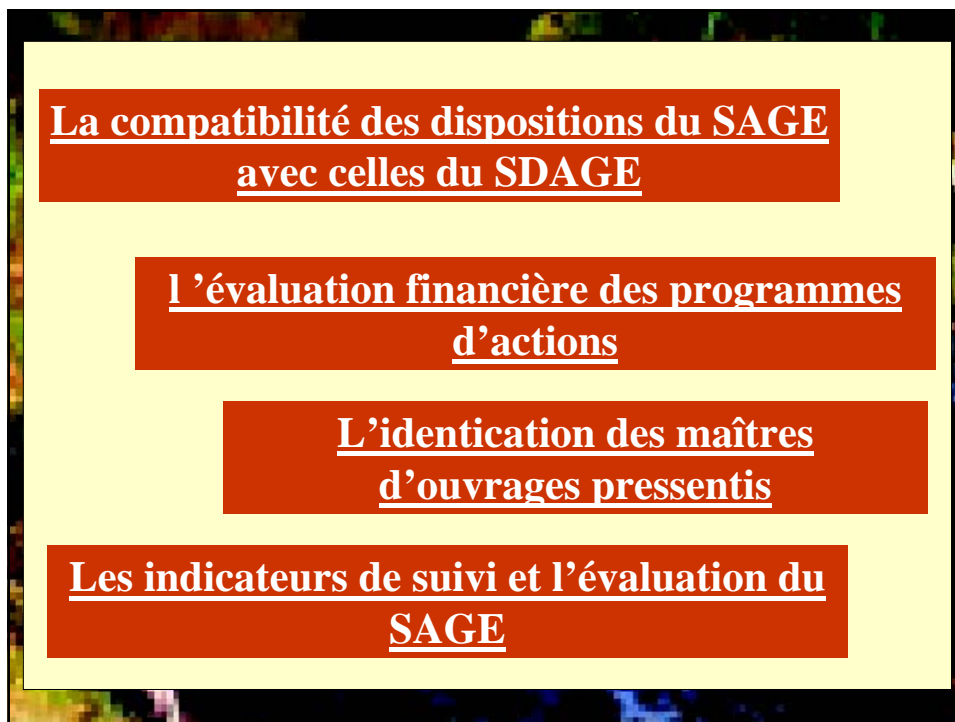 La compatibilité des dispositions du SAGE
avec celles du SDAGE
l ’évaluation financière des programmes
d’actions
L’identication des maîtres
d’ouvrages pressentis
Les indicateurs de suivi et l’évaluation du
SAGE